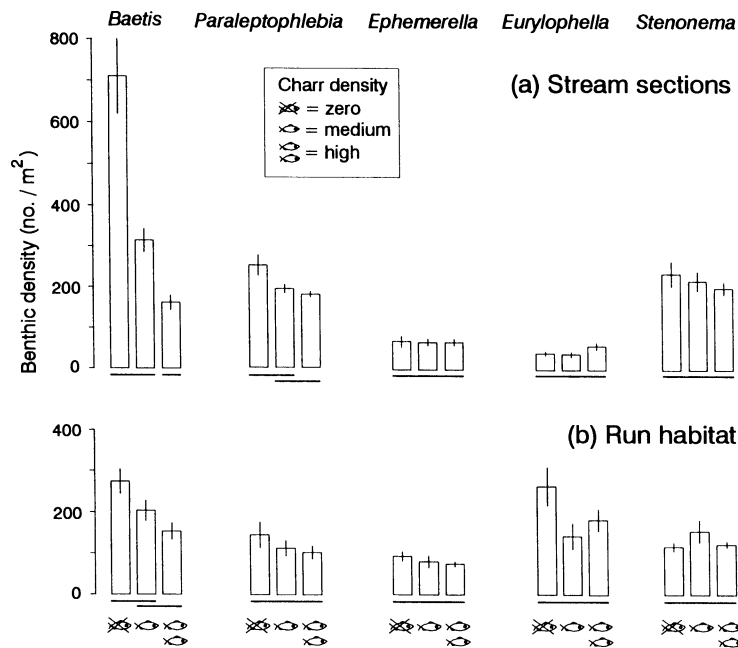 Baetis Paraleptophlebia Ephemerella Eurylophella Stenonema
800
(a) Stream sections
Charr density
= zero
= medium
= high
600
400
200
0
Benthic density (no. / m²)
(b) Run habitat
400
200
0